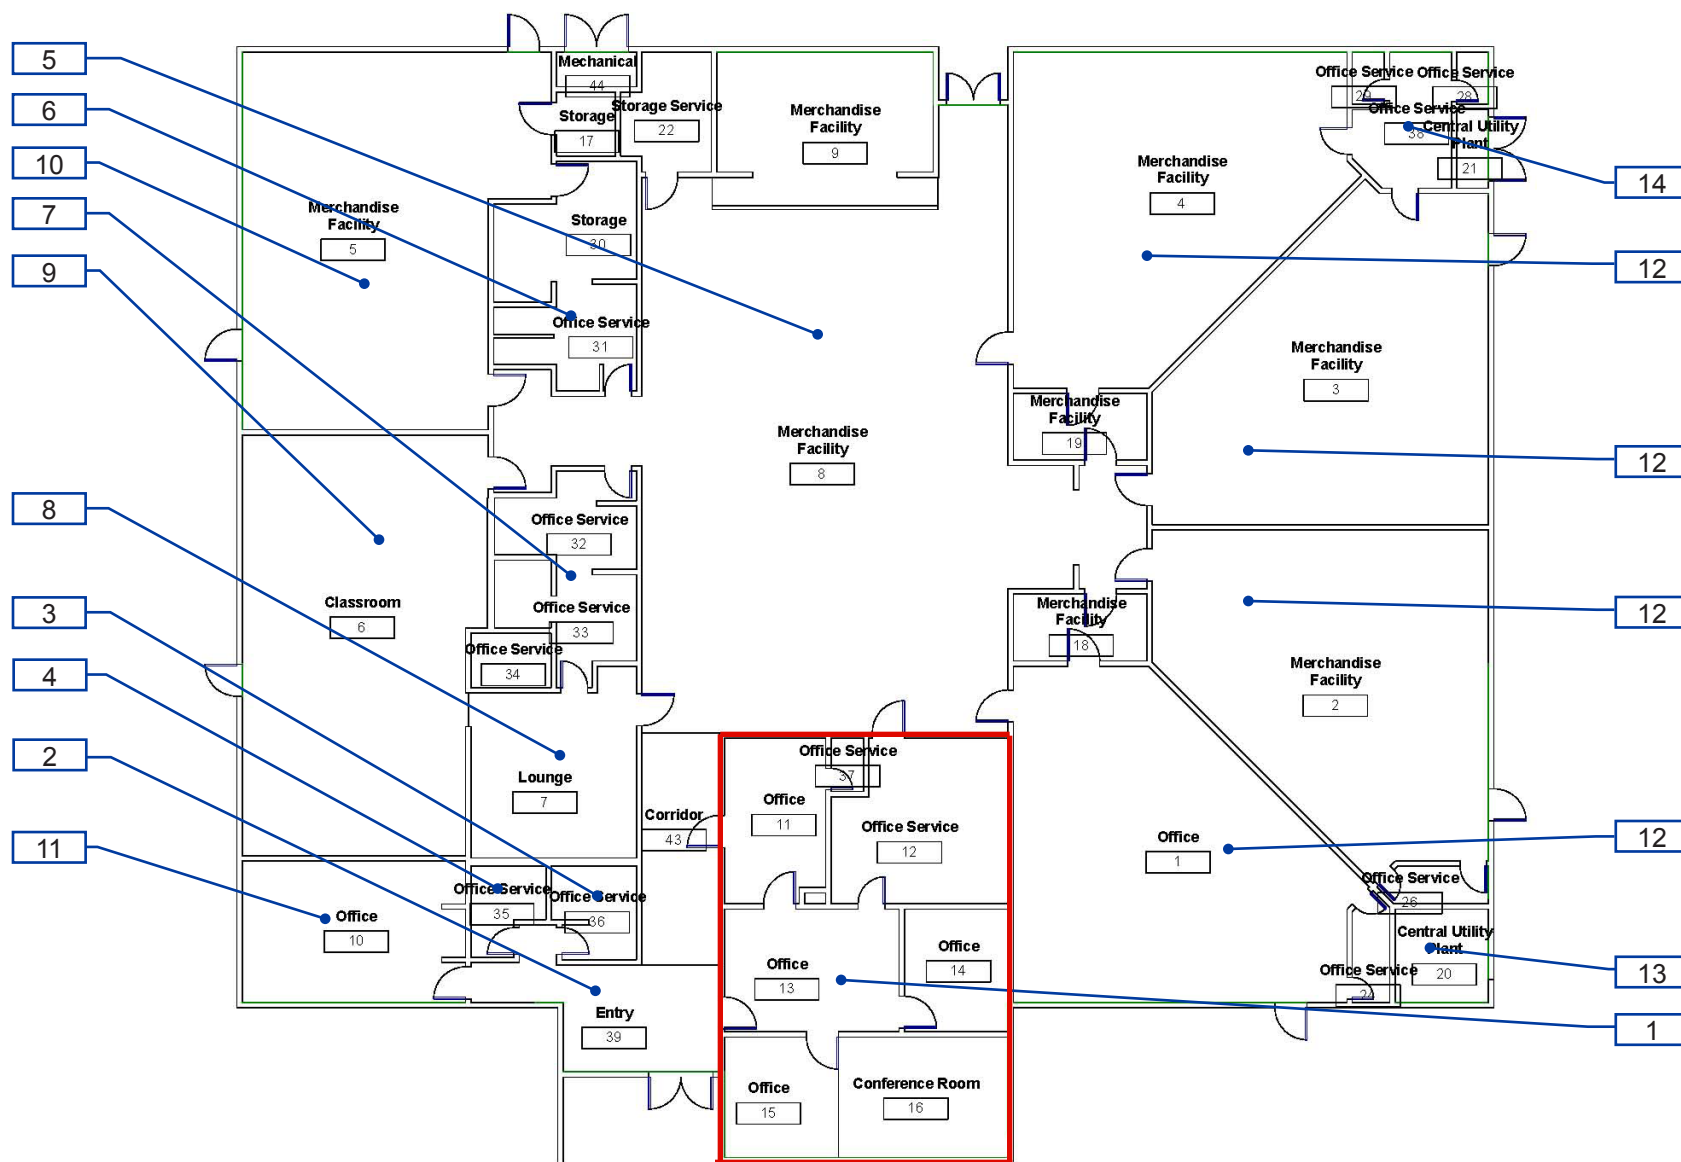 5
6
10
7
9
8
3
4
2
11
14
12
12
12
12
13
1
Mechanical
44
Storage
17
Storage Service
22
Merchandise
Facility
9
Office Service
29
Office Service
28
Office Service
38
Central Utility
Plant
21
Merchandise
Facility
4
Merchandise
Facility
5
Storage
30
Office Service
31
Merchandise
Facility
3
Merchandise
Facility
19
Merchandise
Facility
8
Office Service
32
Classroom
6
Office Service
33
Office Service
34
Merchandise
Facility
18
Merchandise
Facility
2
Lounge
7
Corridor
43
Office Service
37
Office
11
Office Service
12
Office
1
Office Service
35
Office Service
36
Office
10
Office Service
26
Central Utility
Plant
20
Office Service
24
Office
13
Office
14
Entry
39
Office
15
Conference Room
16